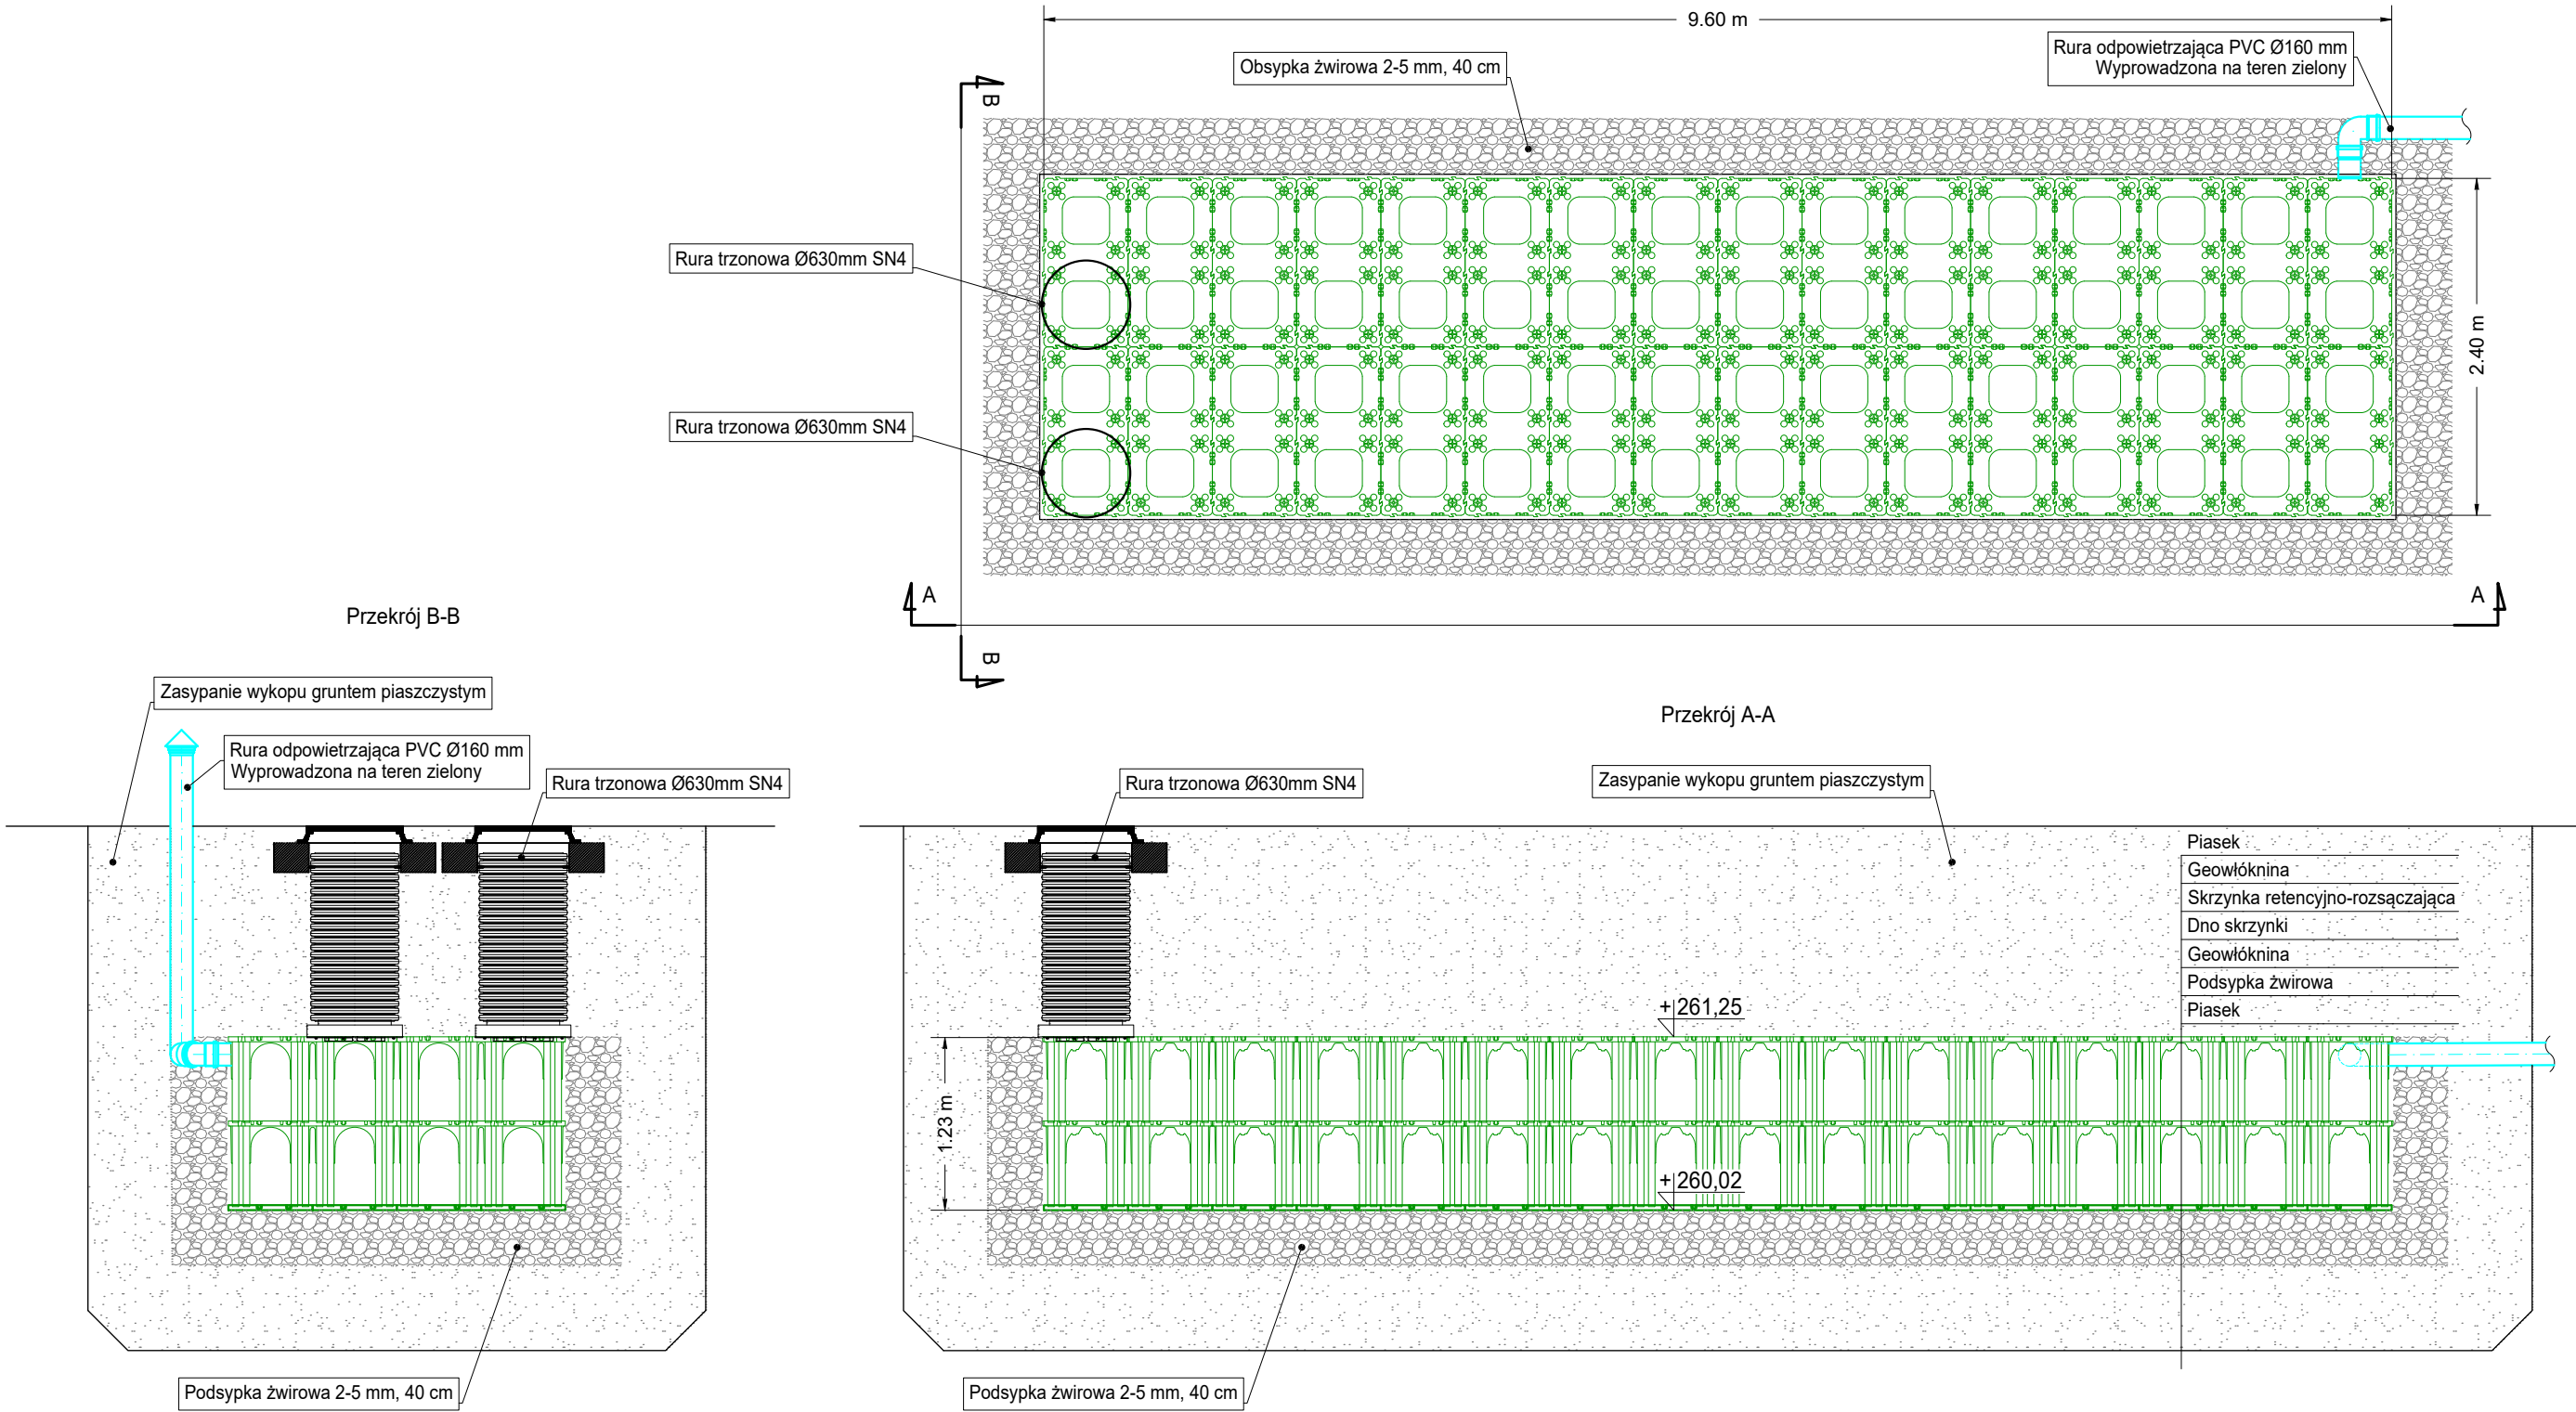 9.60 m
Rura odpowietrzająca PVC Ø160 mm
Wyprowadzona na teren zielony
Obsypka żwirowa 2-5 mm, 40 cm
B
Rura trzonowa Ø630mm SN4
2.40 m
Rura trzonowa Ø630mm SN4
A
A
B
Przekrój B-B
Zasypanie wykopu gruntem piaszczystym
Rura odpowietrzająca PVC Ø160 mm
Wyprowadzona na teren zielony
Rura trzonowa Ø630mm SN4
Podsypka żwirowa 2-5 mm, 40 cm
Przekrój A-A
Rura trzonowa Ø630mm SN4
Zasypanie wykopu gruntem piaszczystym
Piasek
Geowłóknina
Skrzynka retencyjno-rozsączająca
Dno skrzynki
Geowłóknina
Podsypka żwirowa
Piasek
+261,25
1.23 m
+260,02
Podsypka żwirowa 2-5 mm, 40 cm